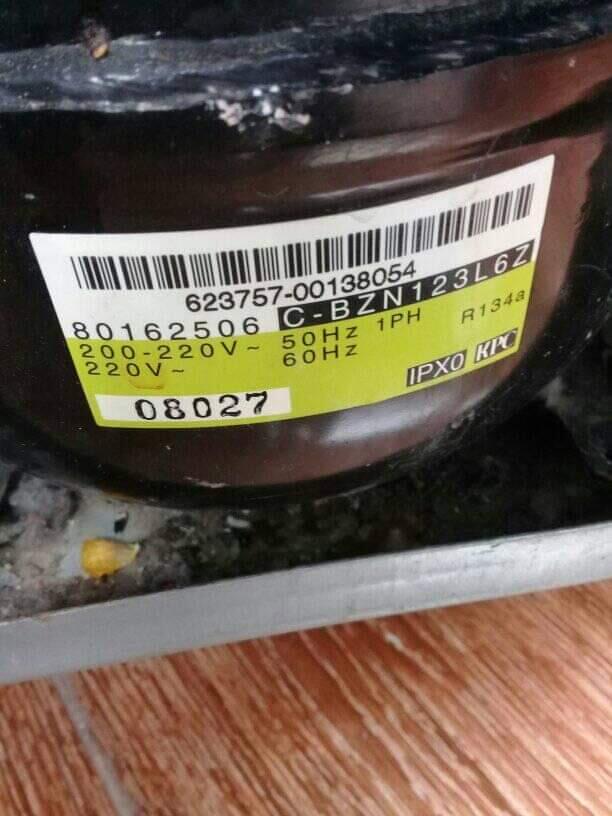 623757-00138054
80162506 C-BZN123L6Z
200-220V~ 50Hz 1PH R134a
220V~ 60Hz
IPX0 KPC
08027